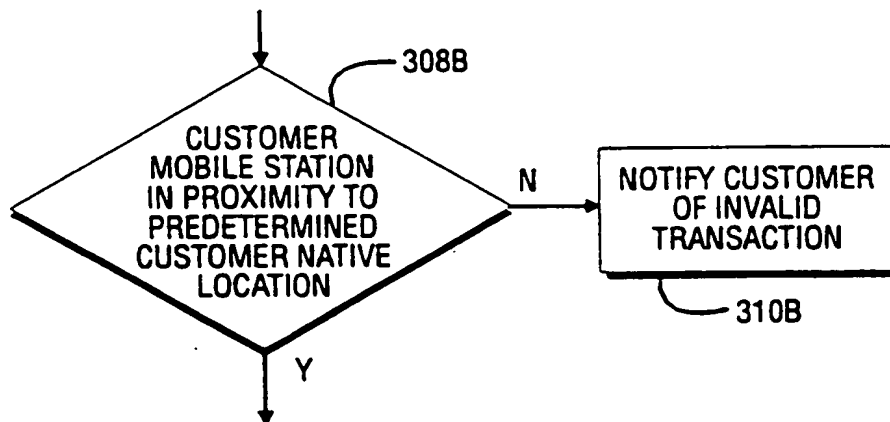 308B
CUSTOMER
MOBILE STATION
IN PROXIMITY TO
PREDETERMINED
CUSTOMER NATIVE
LOCATION
N
NOTIFY CUSTOMER
OF INVALID
TRANSACTION
310B
Y